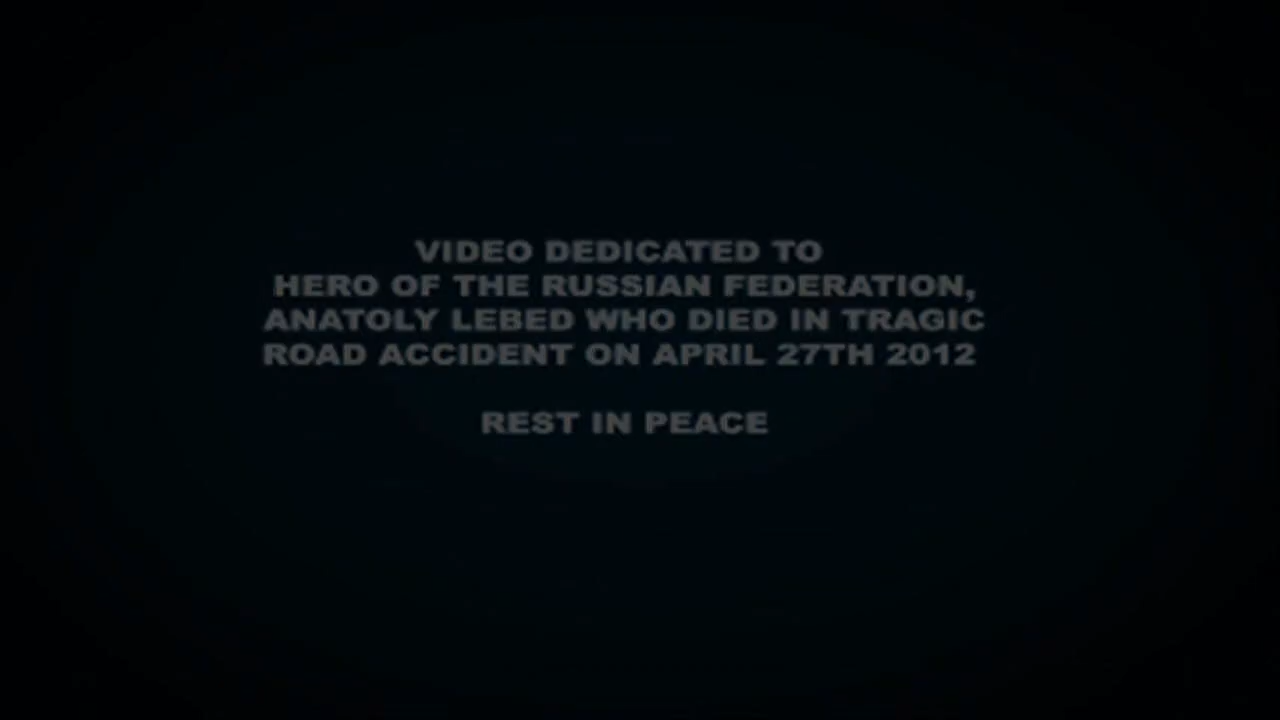 VIDEO DEDICATED TO
HERO OF THE RUSSIAN FEDERATION,
ANATOLY LEBED WHO DIED IN TRAGIC
ROAD ACCIDENT ON APRIL 27TH 2012
REST IN PEACE